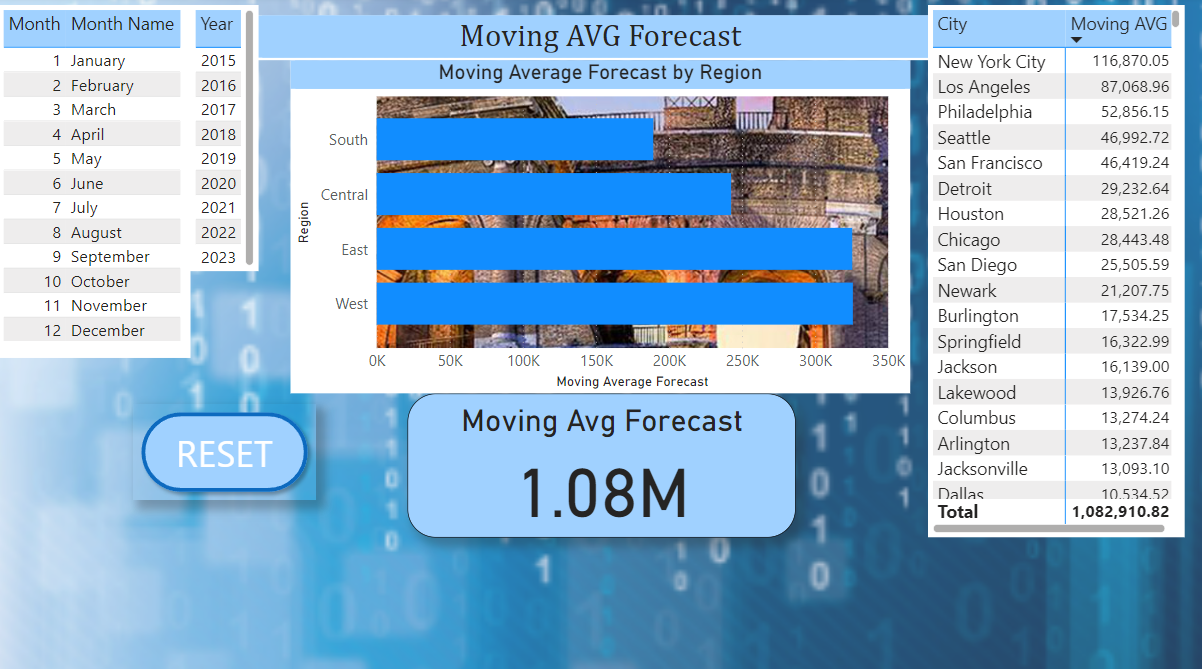 Month Month Name
1 January
2 February
3 March
4 April
5 May
6 June
7 July
8 August
9 September
10 October
11 November
12 December
Year
2015
2016
2017
2018
2019
2020
2021
2022
2023
Moving AVG Forecast
Moving Average Forecast by Region
Region
South
Central
East
West
0K 50K 100K 150K 200K 250K 300K 350K
Moving Average Forecast
RESET
Moving Avg Forecast
1.08M
City Moving AVG
New York City 116,870.05
Los Angeles 87,068.96
Philadelphia 52,856.15
Seattle 46,992.72
San Francisco 46,419.24
Detroit 29,232.64
Houston 28,521.26
Chicago 28,443.48
San Diego 25,505.59
Newark 21,207.75
Burlington 17,534.25
Springfield 16,322.99
Jackson 16,139.00
Lakewood 13,926.76
Columbus 13,274.24
Arlington 13,237.84
Jacksonville 13,093.10
Dallas 10,534.52
Total 1,082,910.82